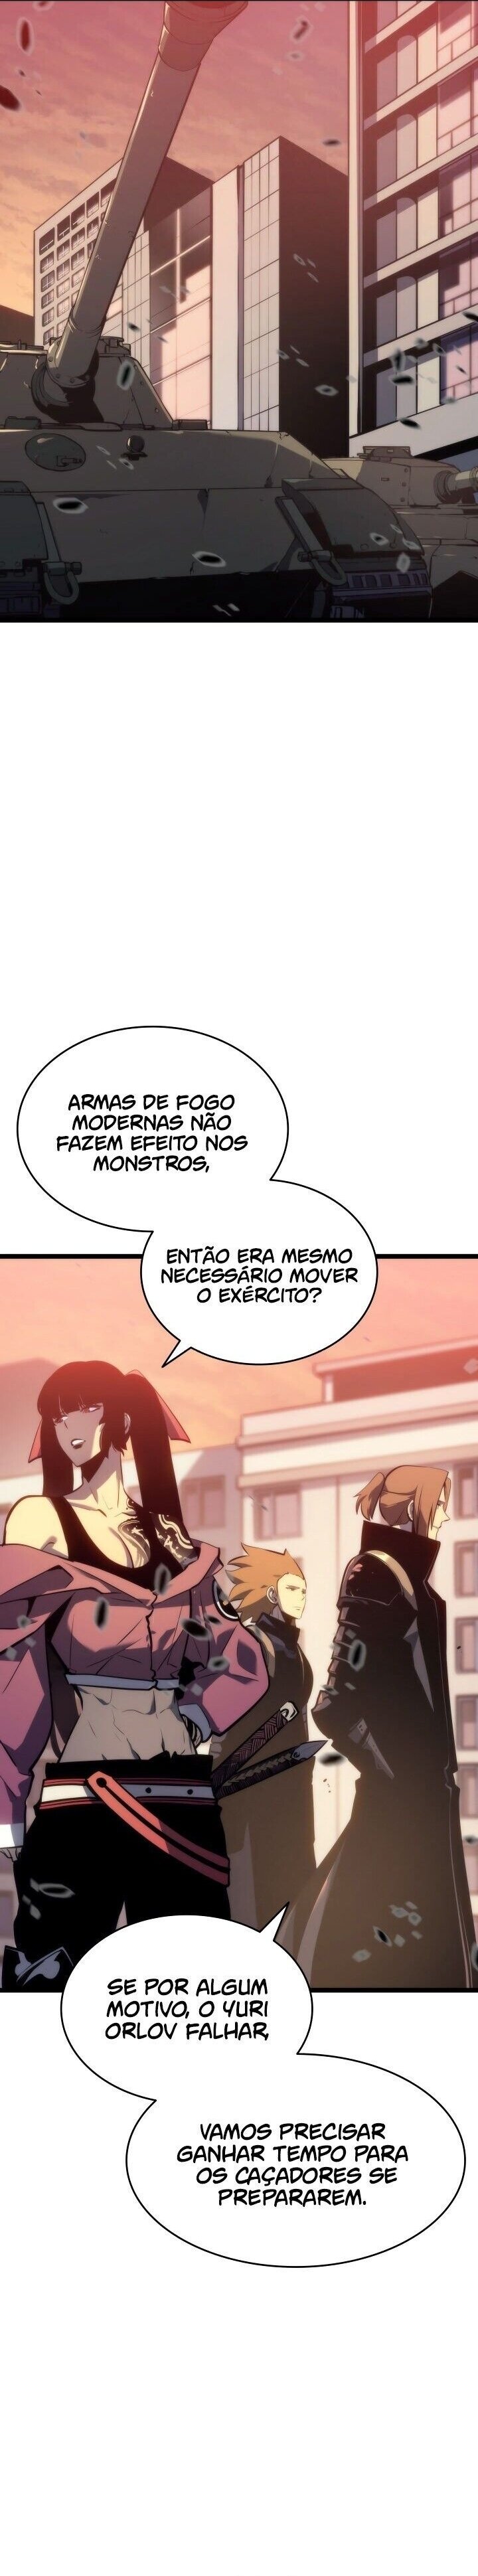 ARMAS DE FOGO
MODERNAS NÃO
FAZEM EFEITO NOS
MONSTROS,
ENTÃO ERA MESMO
NECESSÁRIO MOVER
O EXÉRCITO?
SE POR ALGUM
MOTIVO, O YURI
ORLOV FALHAR,
VAMOS PRECISAR
GANHAR TEMPO PARA
OS CAÇADORES SE
PREPARAREM.